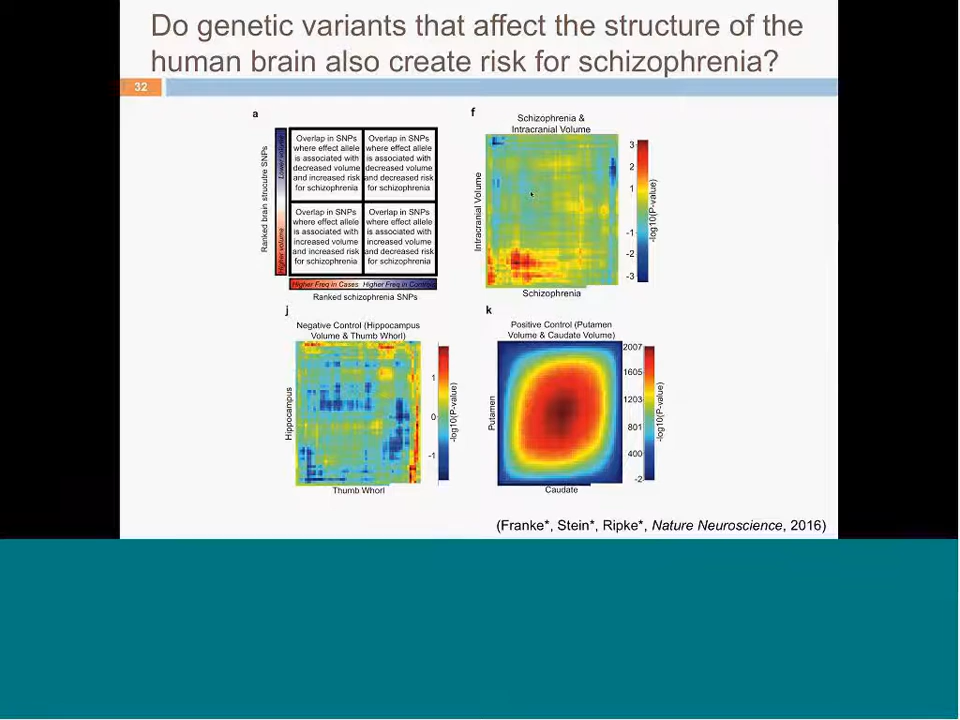 Do genetic variants that affect the structure of the
human brain also create risk for schizophrenia?
32
a
Ranked brain strucutre SNPs
Lower volume
Higher volume
Overlap in SNPs
where effect allele
is associated with
decreased volume
and increased risk
for schizophrenia
Overlap in SNPs
where effect allele
is associated with
decreased volume
and decreased risk
for schizophrenia
Overlap in SNPs
where effect allele
is associated with
increased volume
and increased risk
for schizophrenia
Overlap in SNPs
where effect allele
is associated with
increased volume
and decreased risk
for schizophrenia
Higher Freq in Cases
Higher Freq in
Ranked schizophrenia SNPs
f
Schizophrenia &
Intracranial Volume
Intracranial Volume
Schizophrenia
3
2
1
-1
-2
-3
-log10(P-value)
j
Negative Control (Hippocampus
Volume & Thumb Whorl)
Hippocampus
Thumb Whorl
1
0
-1
-log10(P-value)
k
Positive Control (Putamen
Volume & Caudate Volume)
Putamen
Caudate
2007
1605
1203
801
400
-2
-log10(P-value)
(Franke*, Stein*, Ripke*, Nature Neuroscience, 2016)